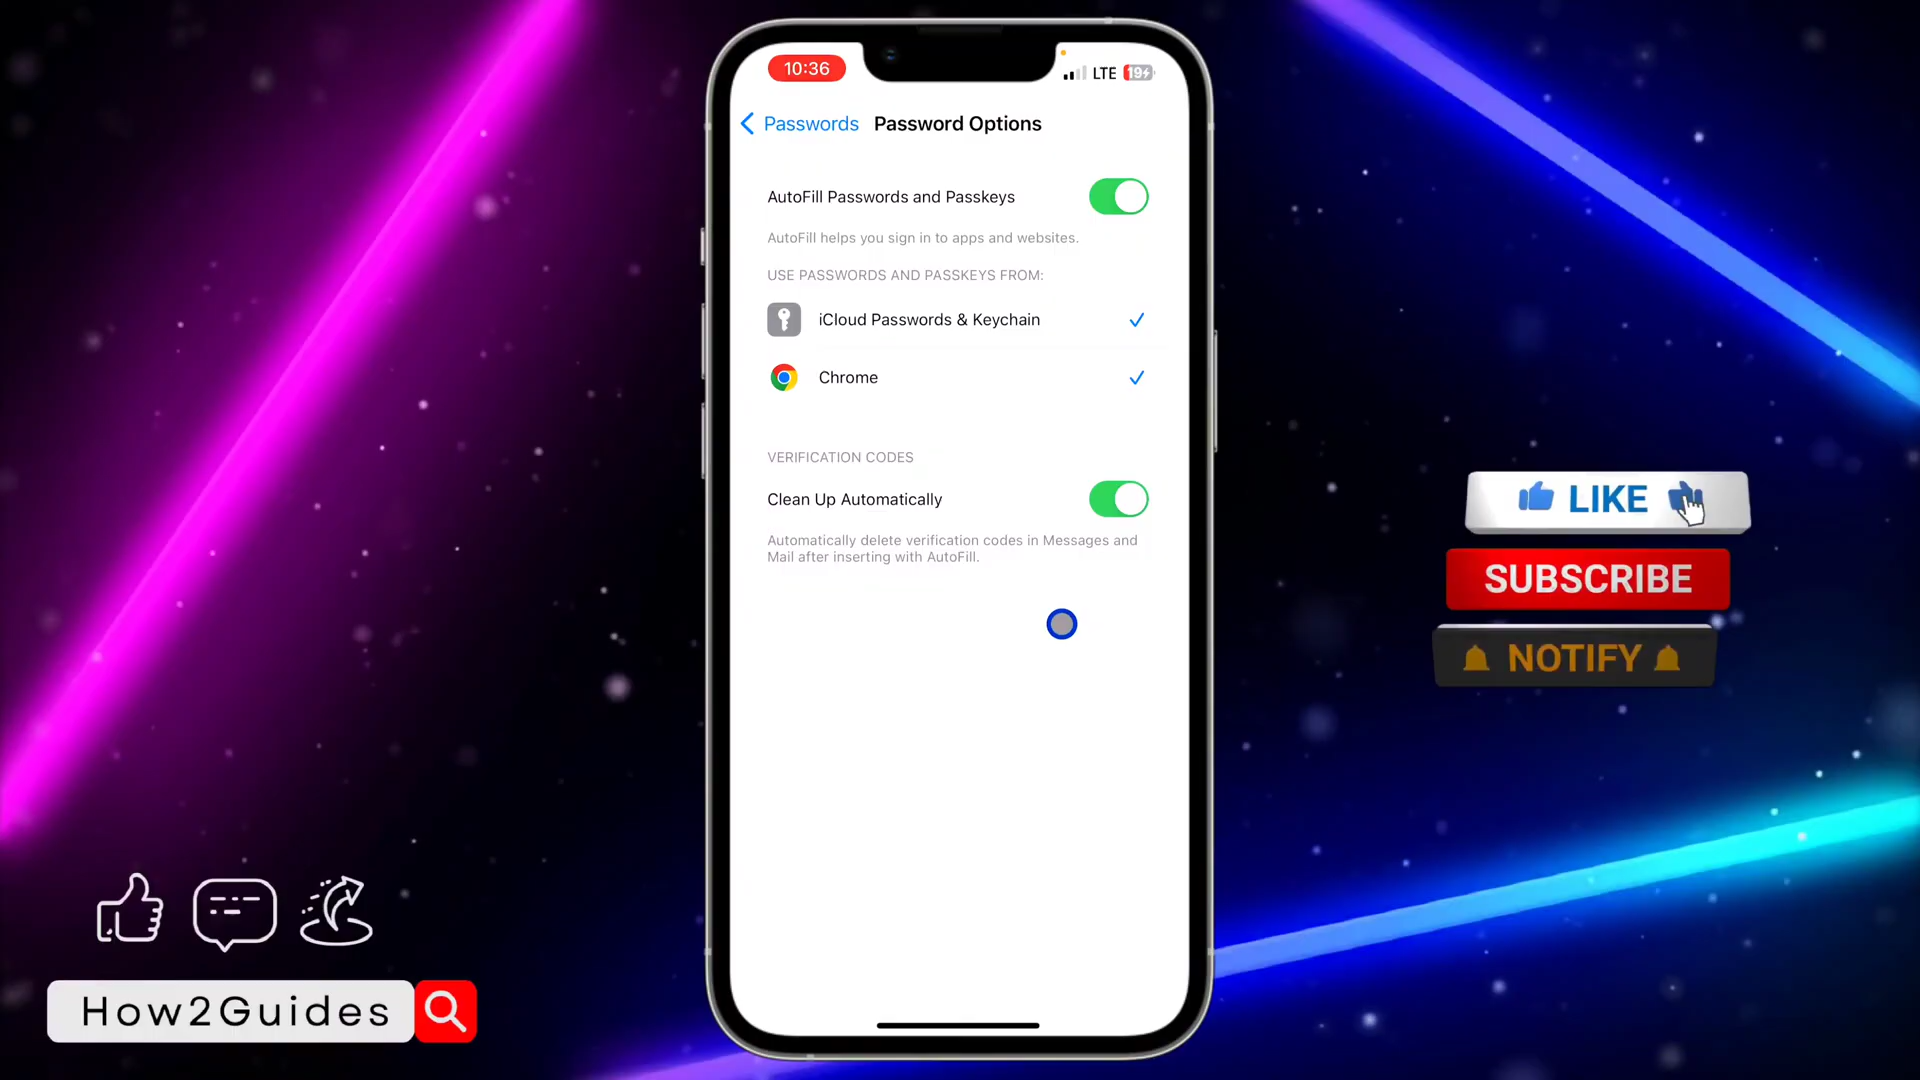 10:36
LTE 19
Passwords Password Options
AutoFill Passwords and Passkeys
AutoFill helps you sign in to apps and websites.
USE PASSWORDS AND PASSKEYS FROM:
iCloud Passwords & Keychain
Chrome
VERIFICATION CODES
Clean Up Automatically
Automatically delete verification codes in Messages and
Mail after inserting with AutoFill.
LIKE
SUBSCRIBE
NOTIFY
How2Guides